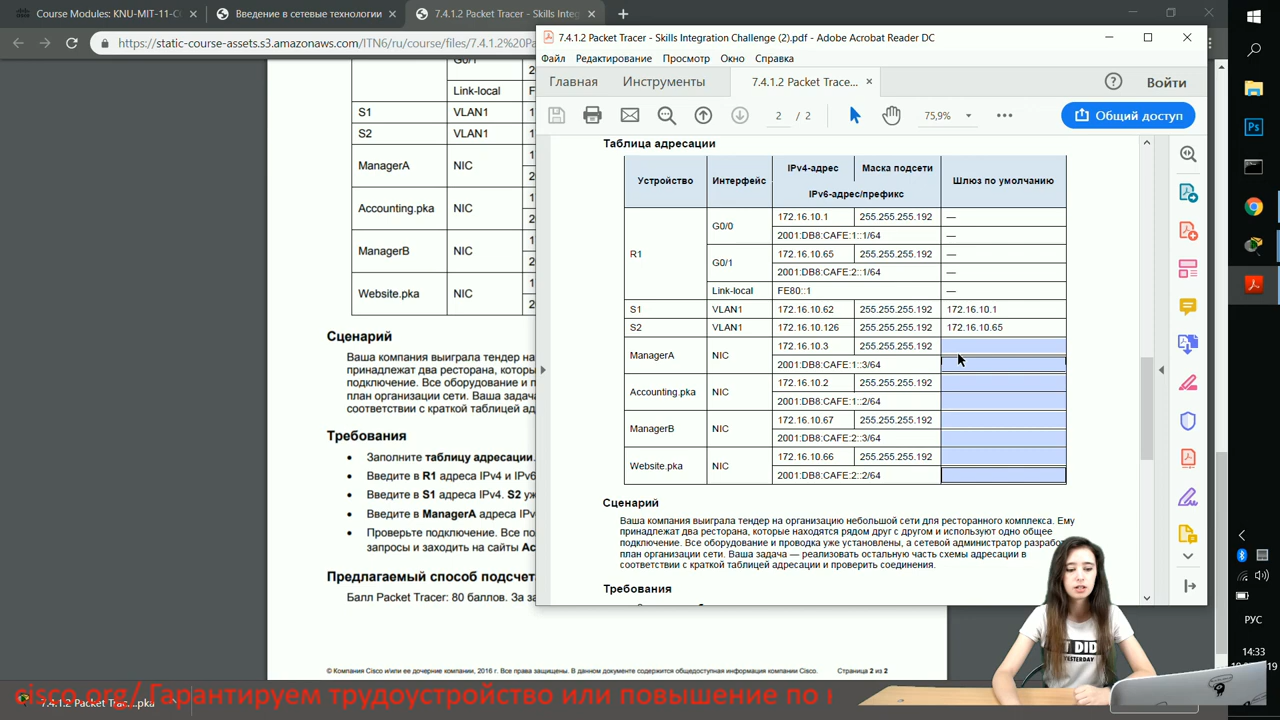 Course Modules: KNU-MIT-11-C
Введение в сетевые технологии
7.4.1.2 Packet Tracer - Skills Integ
https://static-course-assets.s3.amazonaws.com/ITN6/ru/course/files/7.4.1.2%20Pa
7.4.1.2 Packet Tracer - Skills Integration Challenge (2).pdf - Adobe Acrobat Reader DC
Файл Редактирование Просмотр Окно Справка
Главная Инструменты 7.4.1.2 Packet Trace... Войти
2 / 2 75,9% Общий доступ
G0/1
Link-local
S1 VLAN1
S2 VLAN1
ManagerA NIC
Accounting.pka NIC
ManagerB NIC
Website.pka NIC
Сценарий
Ваша компания выиграла тендер на
принадлежат два ресторана, которы
подключение. Все оборудование и п
план организации сети. Ваша задача
соответствии с краткой таблицей ад
Требования
• Заполните таблицу адресации.
• Введите в R1 адреса IPv4 и IPv6
• Введите в S1 адреса IPv4. S2 уж
• Введите в ManagerA адреса IPv
• Проверьте подключение. Все по
запросы и заходить на сайты Ac
Предлагаемый способ подсчет
Балл Packet Tracer: 80 баллов. За за
© Компания Cisco и/или ее дочерние компании, 2016 г. Все права защищены. В данном документе содержится общедоступная информация компании Cisco. Страница 2 из 2
Таблица адресации
Устройство Интерфейс IPv4-адрес Маска подсети Шлюз по умолчанию
IPv6-адрес/префикс
R1 G0/0 172.16.10.1 255.255.255.192 —
2001:DB8:CAFE:1::1/64 —
G0/1 172.16.10.65 255.255.255.192 —
2001:DB8:CAFE:2::1/64 —
Link-local FE80::1 —
S1 VLAN1 172.16.10.62 255.255.255.192 172.16.10.1
S2 VLAN1 172.16.10.126 255.255.255.192 172.16.10.65
ManagerA NIC 172.16.10.3 255.255.255.192
2001:DB8:CAFE:1::3/64
Accounting.pka NIC 172.16.10.2 255.255.255.192
2001:DB8:CAFE:1::2/64
ManagerB NIC 172.16.10.67 255.255.255.192
2001:DB8:CAFE:2::3/64
Website.pka NIC 172.16.10.66 255.255.255.192
2001:DB8:CAFE:2::2/64
Сценарий
Ваша компания выиграла тендер на организацию небольшой сети для ресторанного комплекса. Ему
принадлежат два ресторана, которые находятся рядом друг с другом и используют одно общее
подключение. Все оборудование и проводка уже установлены, а сетевой администратор разработ
план организации сети. Ваша задача — реализовать остальную часть схемы адресации в
соответствии с краткой таблицей адресации и проверить соединения.
Требования
Ps
РУС
14:33
DID
YESTERDAY
cisco.org/ Гарантируем трудоустройство или повышение по
7.4.1.2 Packet Trac....pka